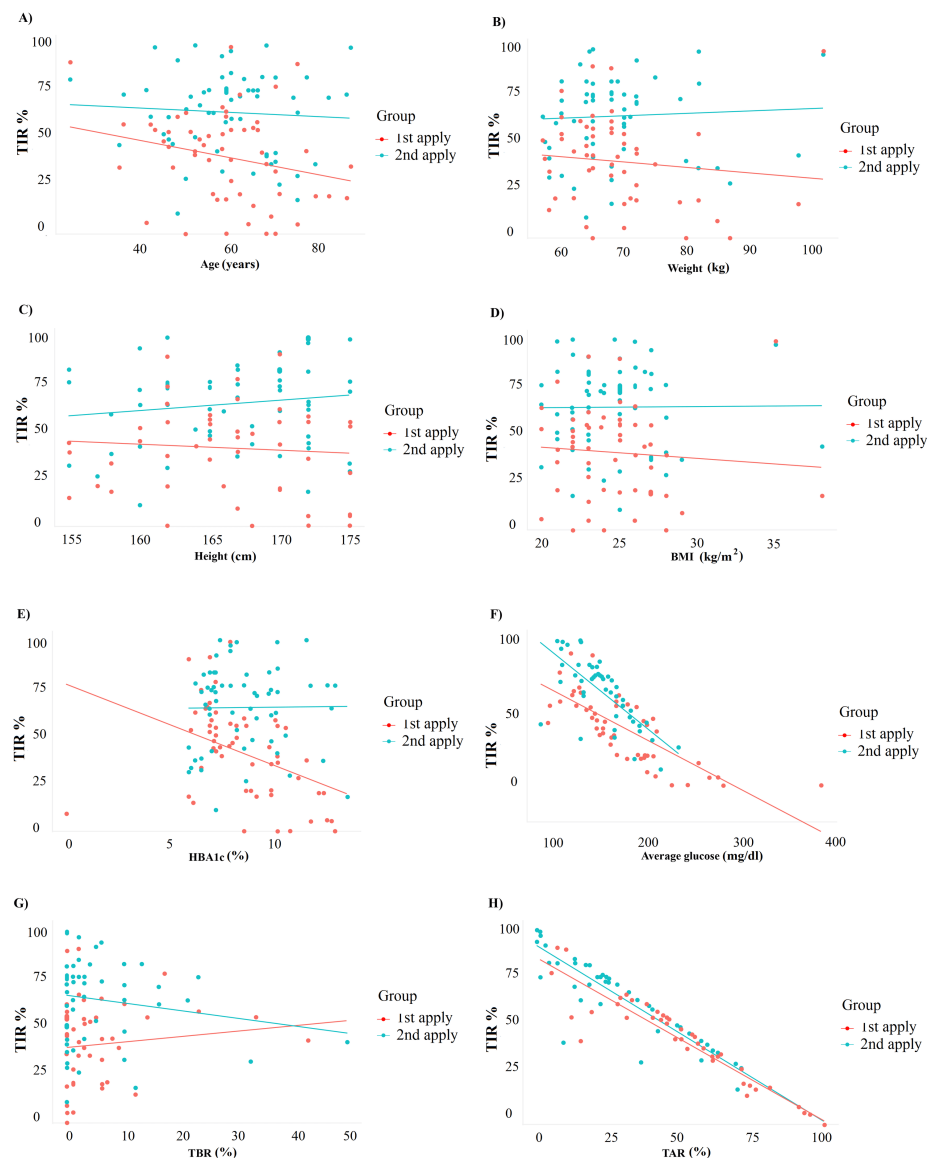 A)
100
75
50
25
0
TIR %
40
60
80
Age (years)
Group
1st apply
2nd apply
B)
100
75
50
25
0
TIR %
60
70
80
90
100
Weight (kg)
Group
1st apply
2nd apply
C)
100
75
50
25
0
TIR %
155
160
165
170
175
Height (cm)
Group
1st apply
2nd apply
D)
100
75
50
25
0
TIR %
20
25
30
35
BMI (kg/m²)
Group
1st apply
2nd apply
E)
100
75
50
25
0
TIR %
0
5
10
HBA1c (%)
Group
1st apply
2nd apply
F)
100
75
50
25
0
TIR %
100
200
300
400
Average glucose (mg/dl)
Group
1st apply
2nd apply
G)
100
75
50
25
0
TIR %
0
10
20
30
40
50
TBR (%)
Group
1st apply
2nd apply
H)
100
75
50
25
0
TIR %
0
25
50
75
100
TAR (%)
Group
1st apply
2nd apply